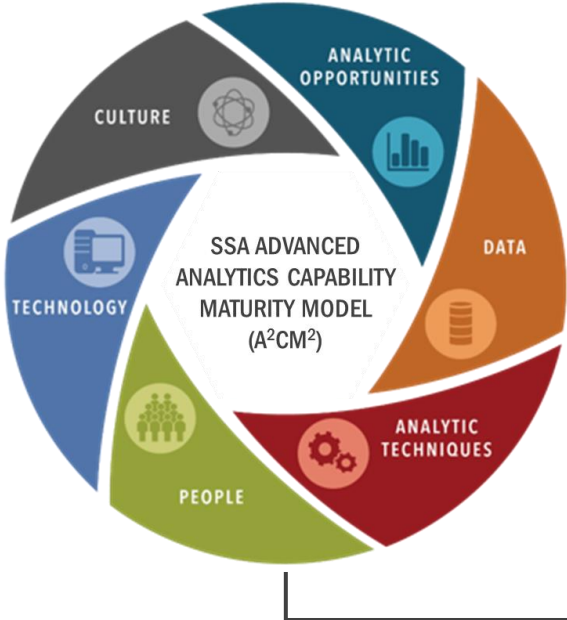 SSA ADVANCED
ANALYTICS CAPABILITY
MATURITY MODEL
(A²CM²)
ANALYTIC
OPPORTUNITIES
DATA
ANALYTIC
TECHNIQUES
PEOPLE
TECHNOLOGY
CULTURE